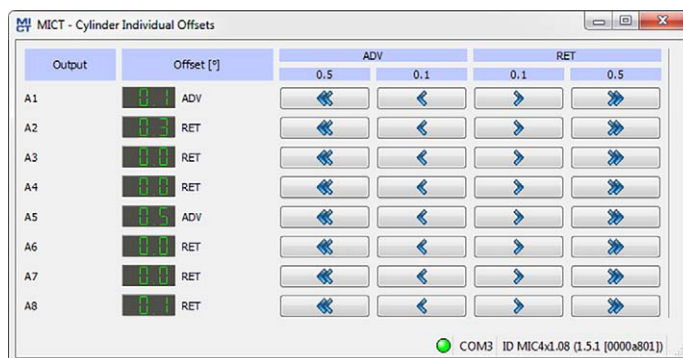 MICT - Cylinder Individual Offsets
Output Offset [°] ADV RET
0.5 0.1 0.1 0.5
A1 0.1 ADV
A2 0.3 RET
A3 0.0 RET
A4 0.0 RET
A5 0.5 ADV
A6 0.0 RET
A7 0.0 RET
A8 0.1 RET
COM3 ID MIC4x1.08 (1.5.1 [0000a801])